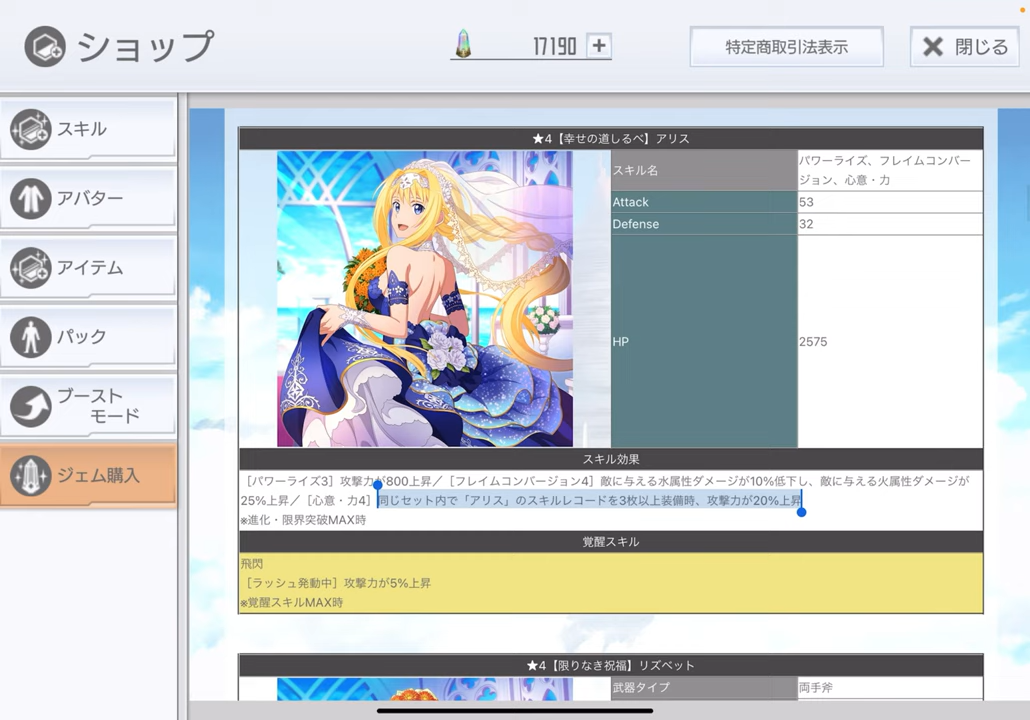 ショップ
17190
特定商取引法表示
閉じる
スキル
アバター
アイテム
パック
ブースト
モード
ジェム購入
★4【幸せの道しるべ】アリス
スキル名
パワーライズ、フレイムコンバー
ジョン、心意・力
Attack
53
Defense
32
HP
2575
スキル効果
［パワーライズ3］攻撃力が800上昇／［フレイムコンバージョン4］敵に与える水属性ダメージが10%低下し、敵に与える火属性ダメージが
25%上昇／［心意・力4］同じセット内で「アリス」のスキルレコードを3枚以上装備時、攻撃力が20%上昇
※進化・限界突破MAX時
覚醒スキル
飛閃
［ラッシュ発動中］攻撃力が5%上昇
※覚醒スキルMAX時
★4【限りなき祝福】リズベット
武器タイプ
両手斧